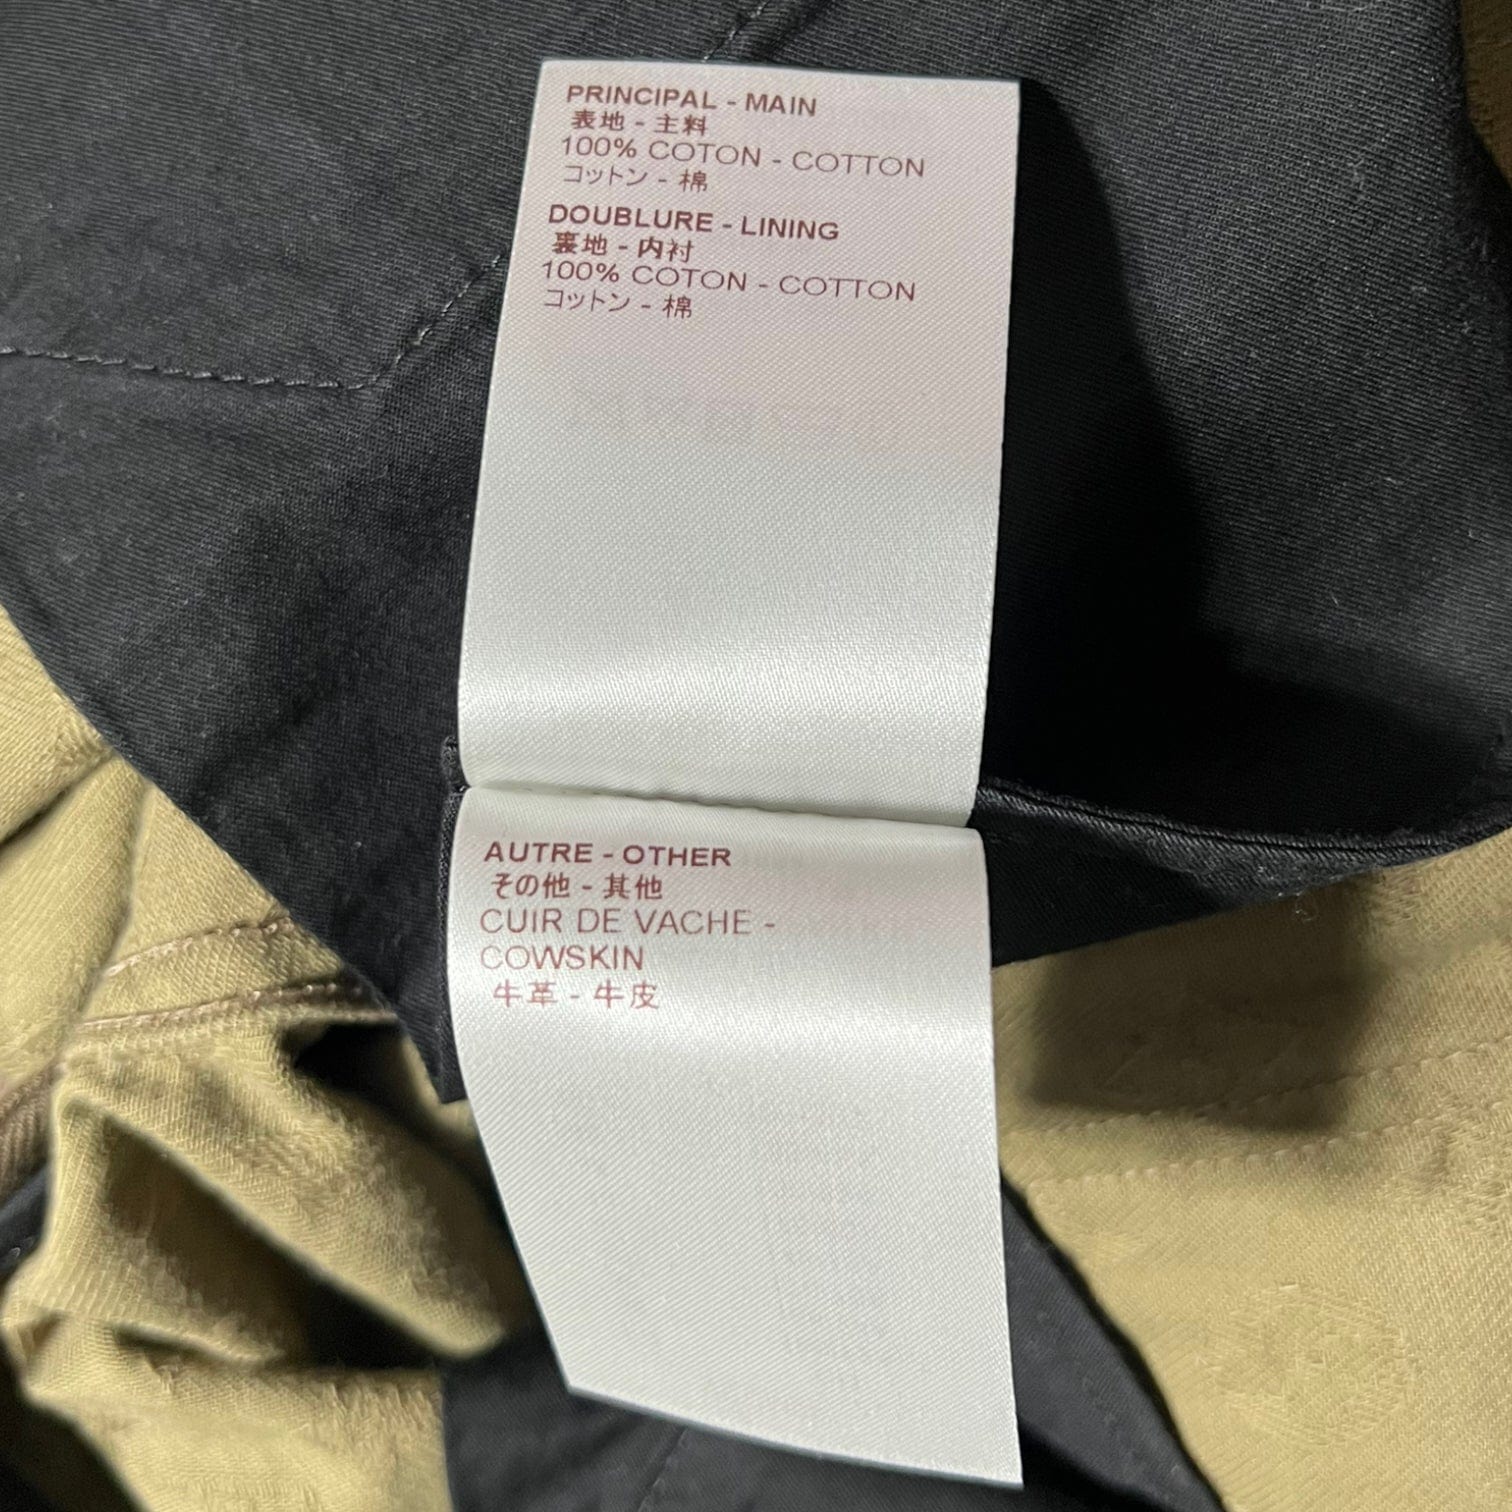 PRINCIPAL - MAIN
表地 - 主料
100% COTON - COTTON
コットン - 棉
DOUBLURE - LINING
裏地 - 内衬
100% COTON - COTTON
コットン - 棉
AUTRE - OTHER
その他 - 其他
CUIR DE VACHE -
COWSKIN
牛革 - 牛皮